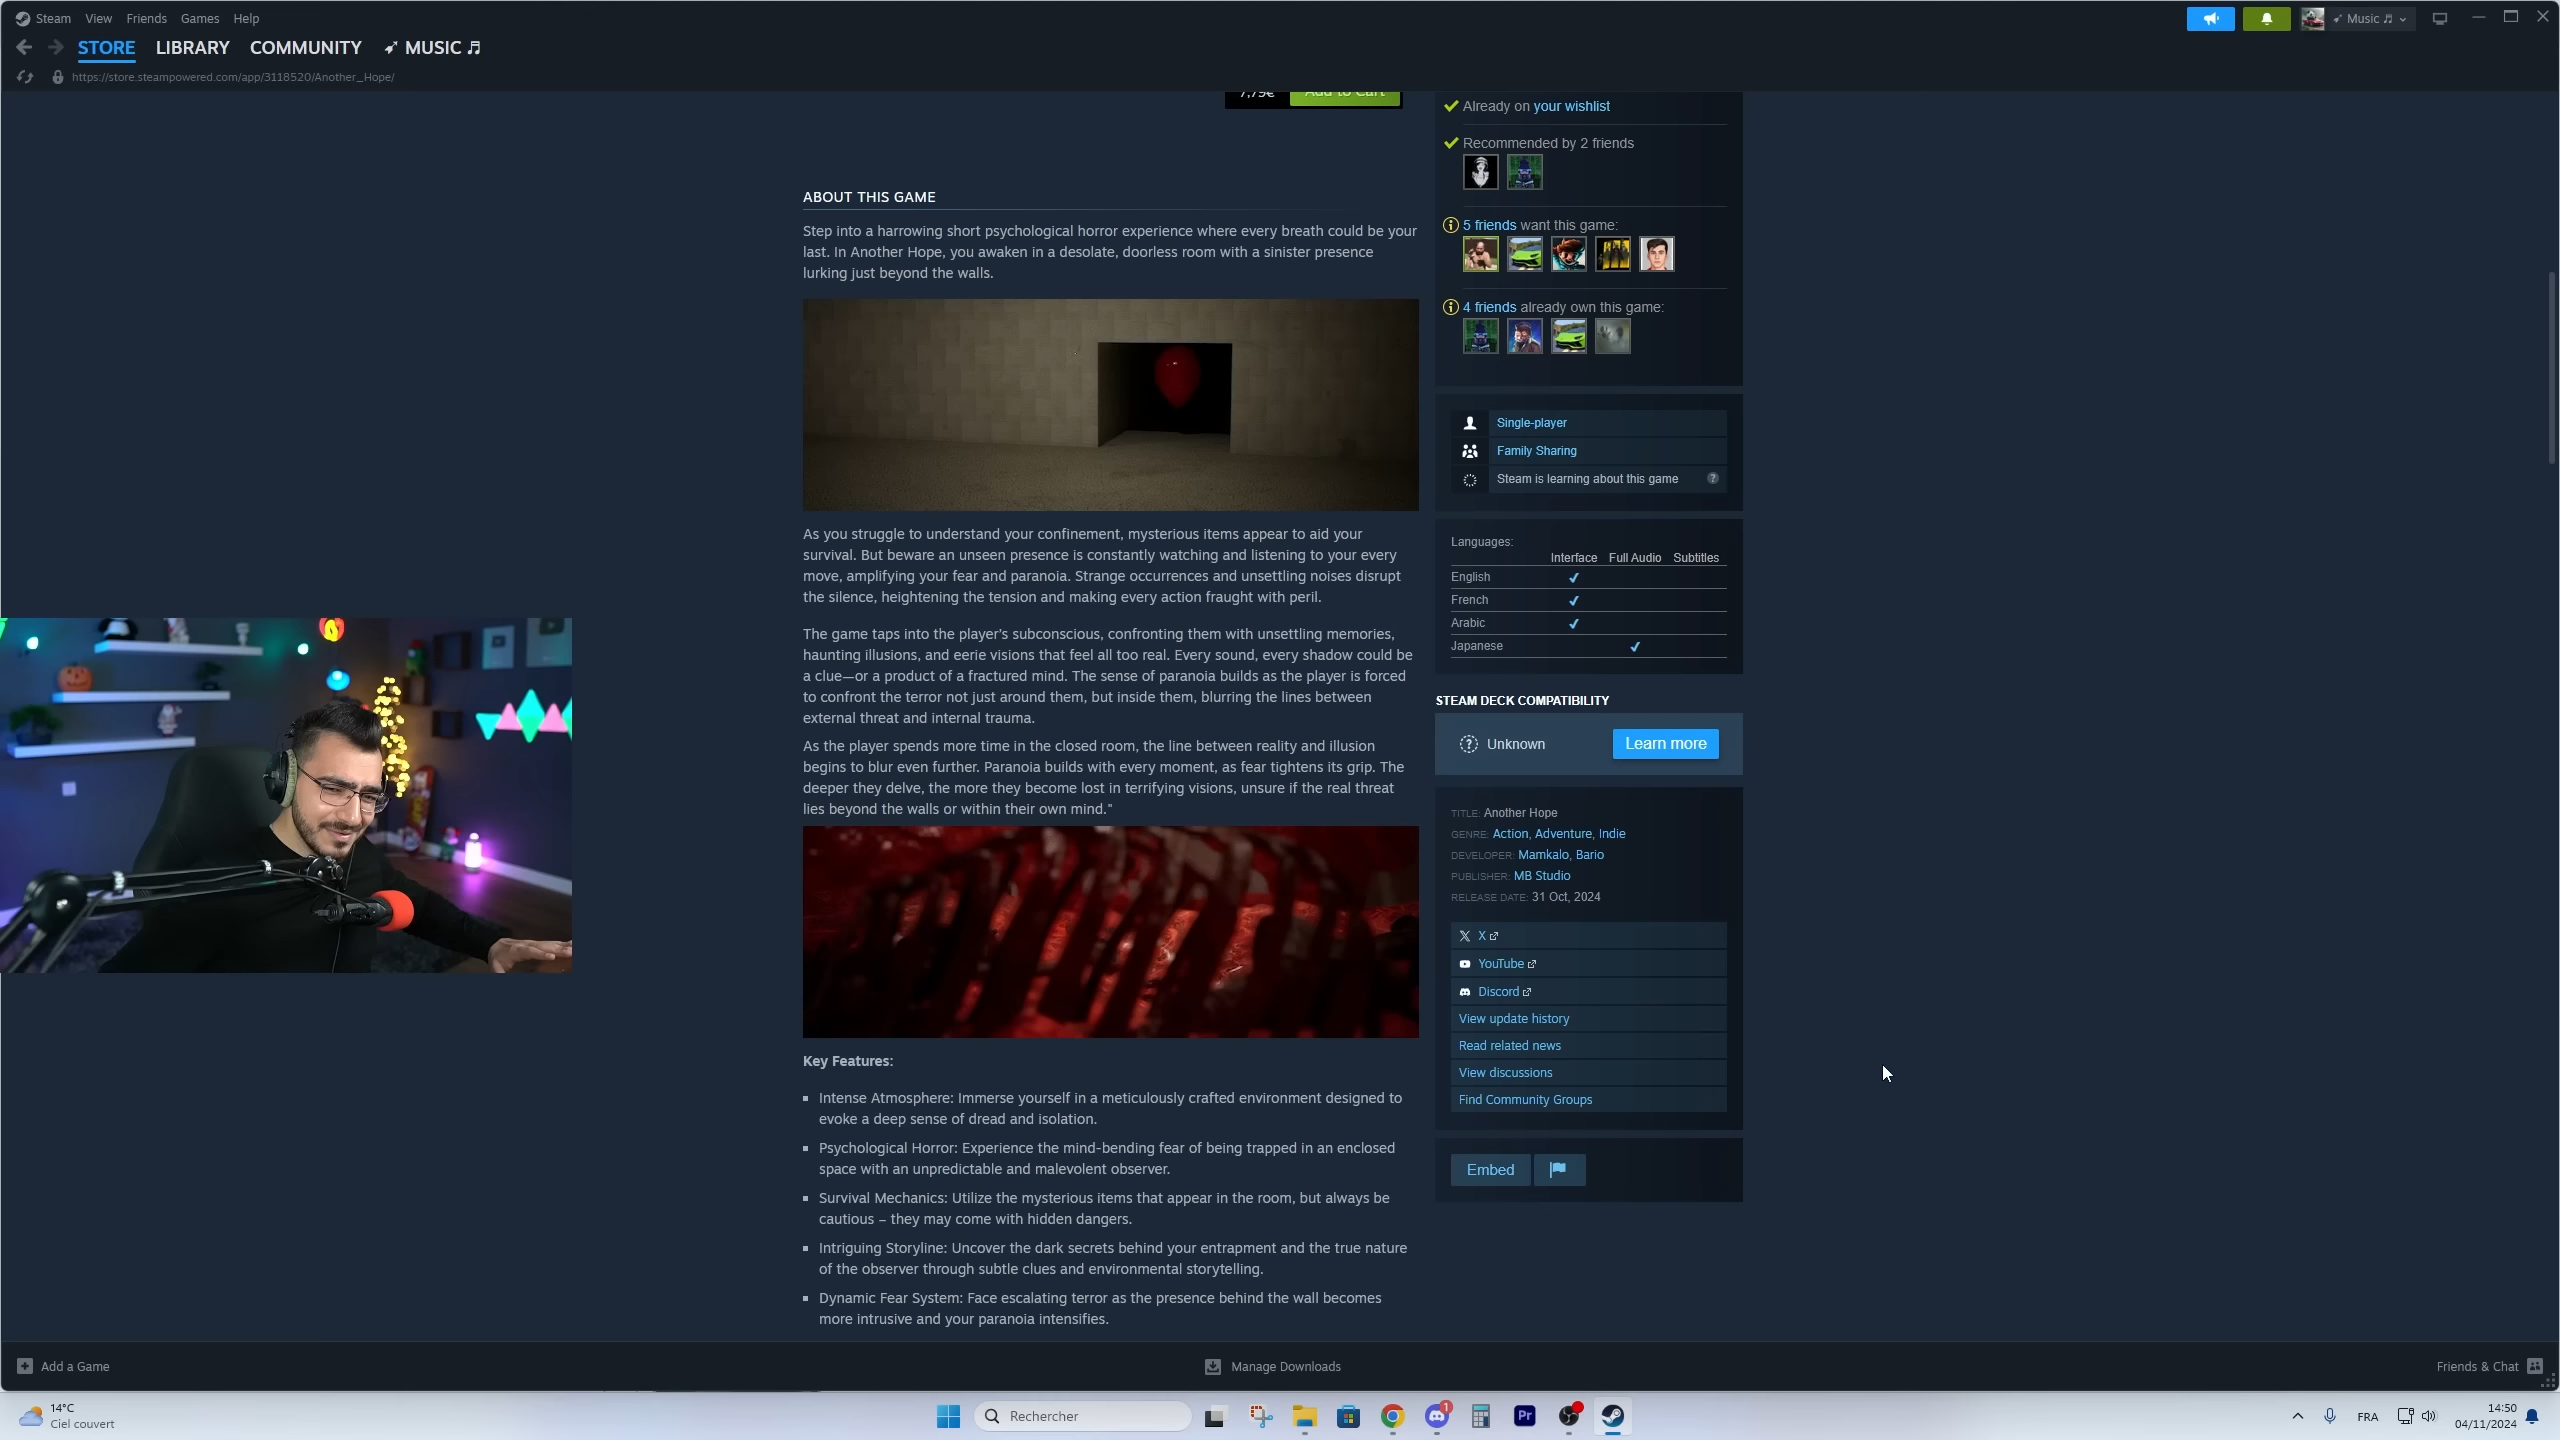 Steam View Friends Games Help
Music
STORE LIBRARY COMMUNITY MUSIC
https://store.steampowered.com/app/3118520/Another_Hope/
7,79€ Add to Cart
ABOUT THIS GAME
Step into a harrowing short psychological horror experience where every breath could be your
last. In Another Hope, you awaken in a desolate, doorless room with a sinister presence
lurking just beyond the walls.
As you struggle to understand your confinement, mysterious items appear to aid your
survival. But beware an unseen presence is constantly watching and listening to your every
move, amplifying your fear and paranoia. Strange occurrences and unsettling noises disrupt
the silence, heightening the tension and making every action fraught with peril.
The game taps into the player's subconscious, confronting them with unsettling memories,
haunting illusions, and eerie visions that feel all too real. Every sound, every shadow could be
a clue—or a product of a fractured mind. The sense of paranoia builds as the player is forced
to confront the terror not just around them, but inside them, blurring the lines between
external threat and internal trauma.
As the player spends more time in the closed room, the line between reality and illusion
begins to blur even further. Paranoia builds with every moment, as fear tightens its grip. The
deeper they delve, the more they become lost in terrifying visions, unsure if the real threat
lies beyond the walls or within their own mind."
Key Features:
Intense Atmosphere: Immerse yourself in a meticulously crafted environment designed to
evoke a deep sense of dread and isolation.
Psychological Horror: Experience the mind-bending fear of being trapped in an enclosed
space with an unpredictable and malevolent observer.
Survival Mechanics: Utilize the mysterious items that appear in the room, but always be
cautious – they may come with hidden dangers.
Intriguing Storyline: Uncover the dark secrets behind your entrapment and the true nature
of the observer through subtle clues and environmental storytelling.
Dynamic Fear System: Face escalating terror as the presence behind the wall becomes
more intrusive and your paranoia intensifies.
Already on your wishlist
Recommended by 2 friends
5 friends want this game:
4 friends already own this game:
Single-player
Family Sharing
Steam is learning about this game ?
Languages:
Interface Full Audio Subtitles
English
French
Arabic
Japanese
STEAM DECK COMPATIBILITY
Unknown Learn more
TITLE: Another Hope
GENRE: Action, Adventure, Indie
DEVELOPER: Mamkalo, Bario
PUBLISHER: MB Studio
RELEASE DATE: 31 Oct, 2024
X
YouTube
Discord
View update history
Read related news
View discussions
Find Community Groups
Embed
Add a Game
Manage Downloads
Friends & Chat
14°C
Ciel couvert
Rechercher
1
Pr
FRA
14:50
04/11/2024